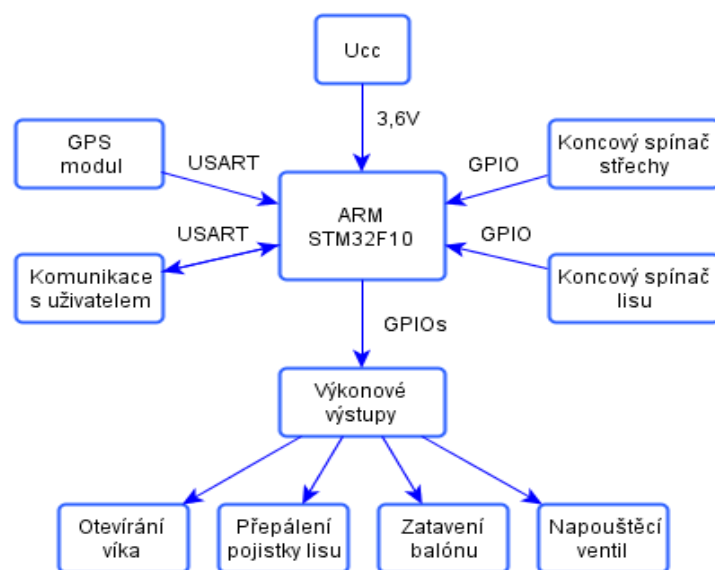 Ucc
3,6V
GPS
modul
USART
GPIO
Koncový spínač
střechy
ARM
STM32F10
USART
GPIO
Komunikace
s uživatelem
Koncový spínač
lisu
GPIOs
Výkonové
výstupy
Otevírání
víka
Přepálení
pojistky lisu
Zatavení
balónu
Napouštěcí
ventil